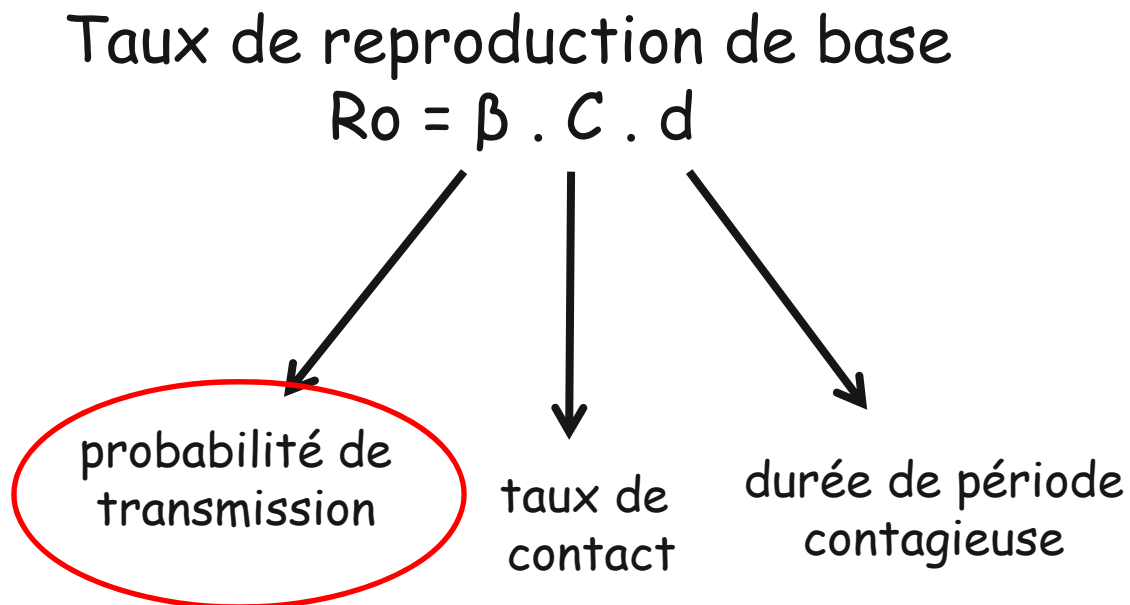 Taux de reproduction de base
Ro = β . C . d
probabilité de
transmission
taux de
contact
durée de période
contagieuse